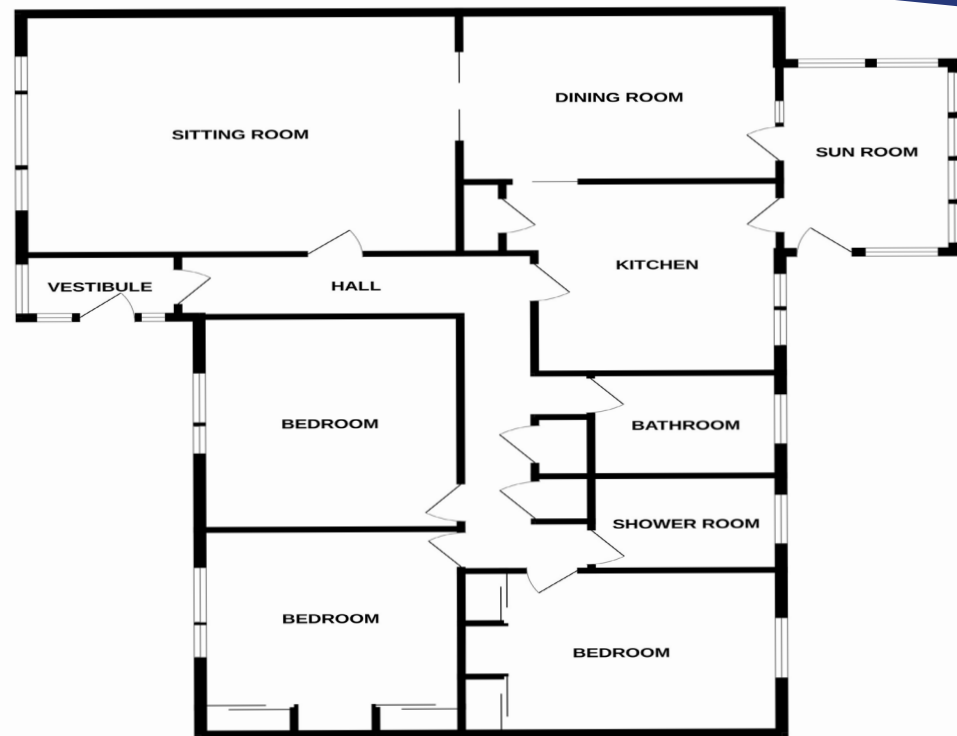 DINING ROOM
SITTING ROOM
SUN ROOM
KITCHEN
VESTIBULE
HALL
BEDROOM
BATHROOM
SHOWER ROOM
BEDROOM
BEDROOM